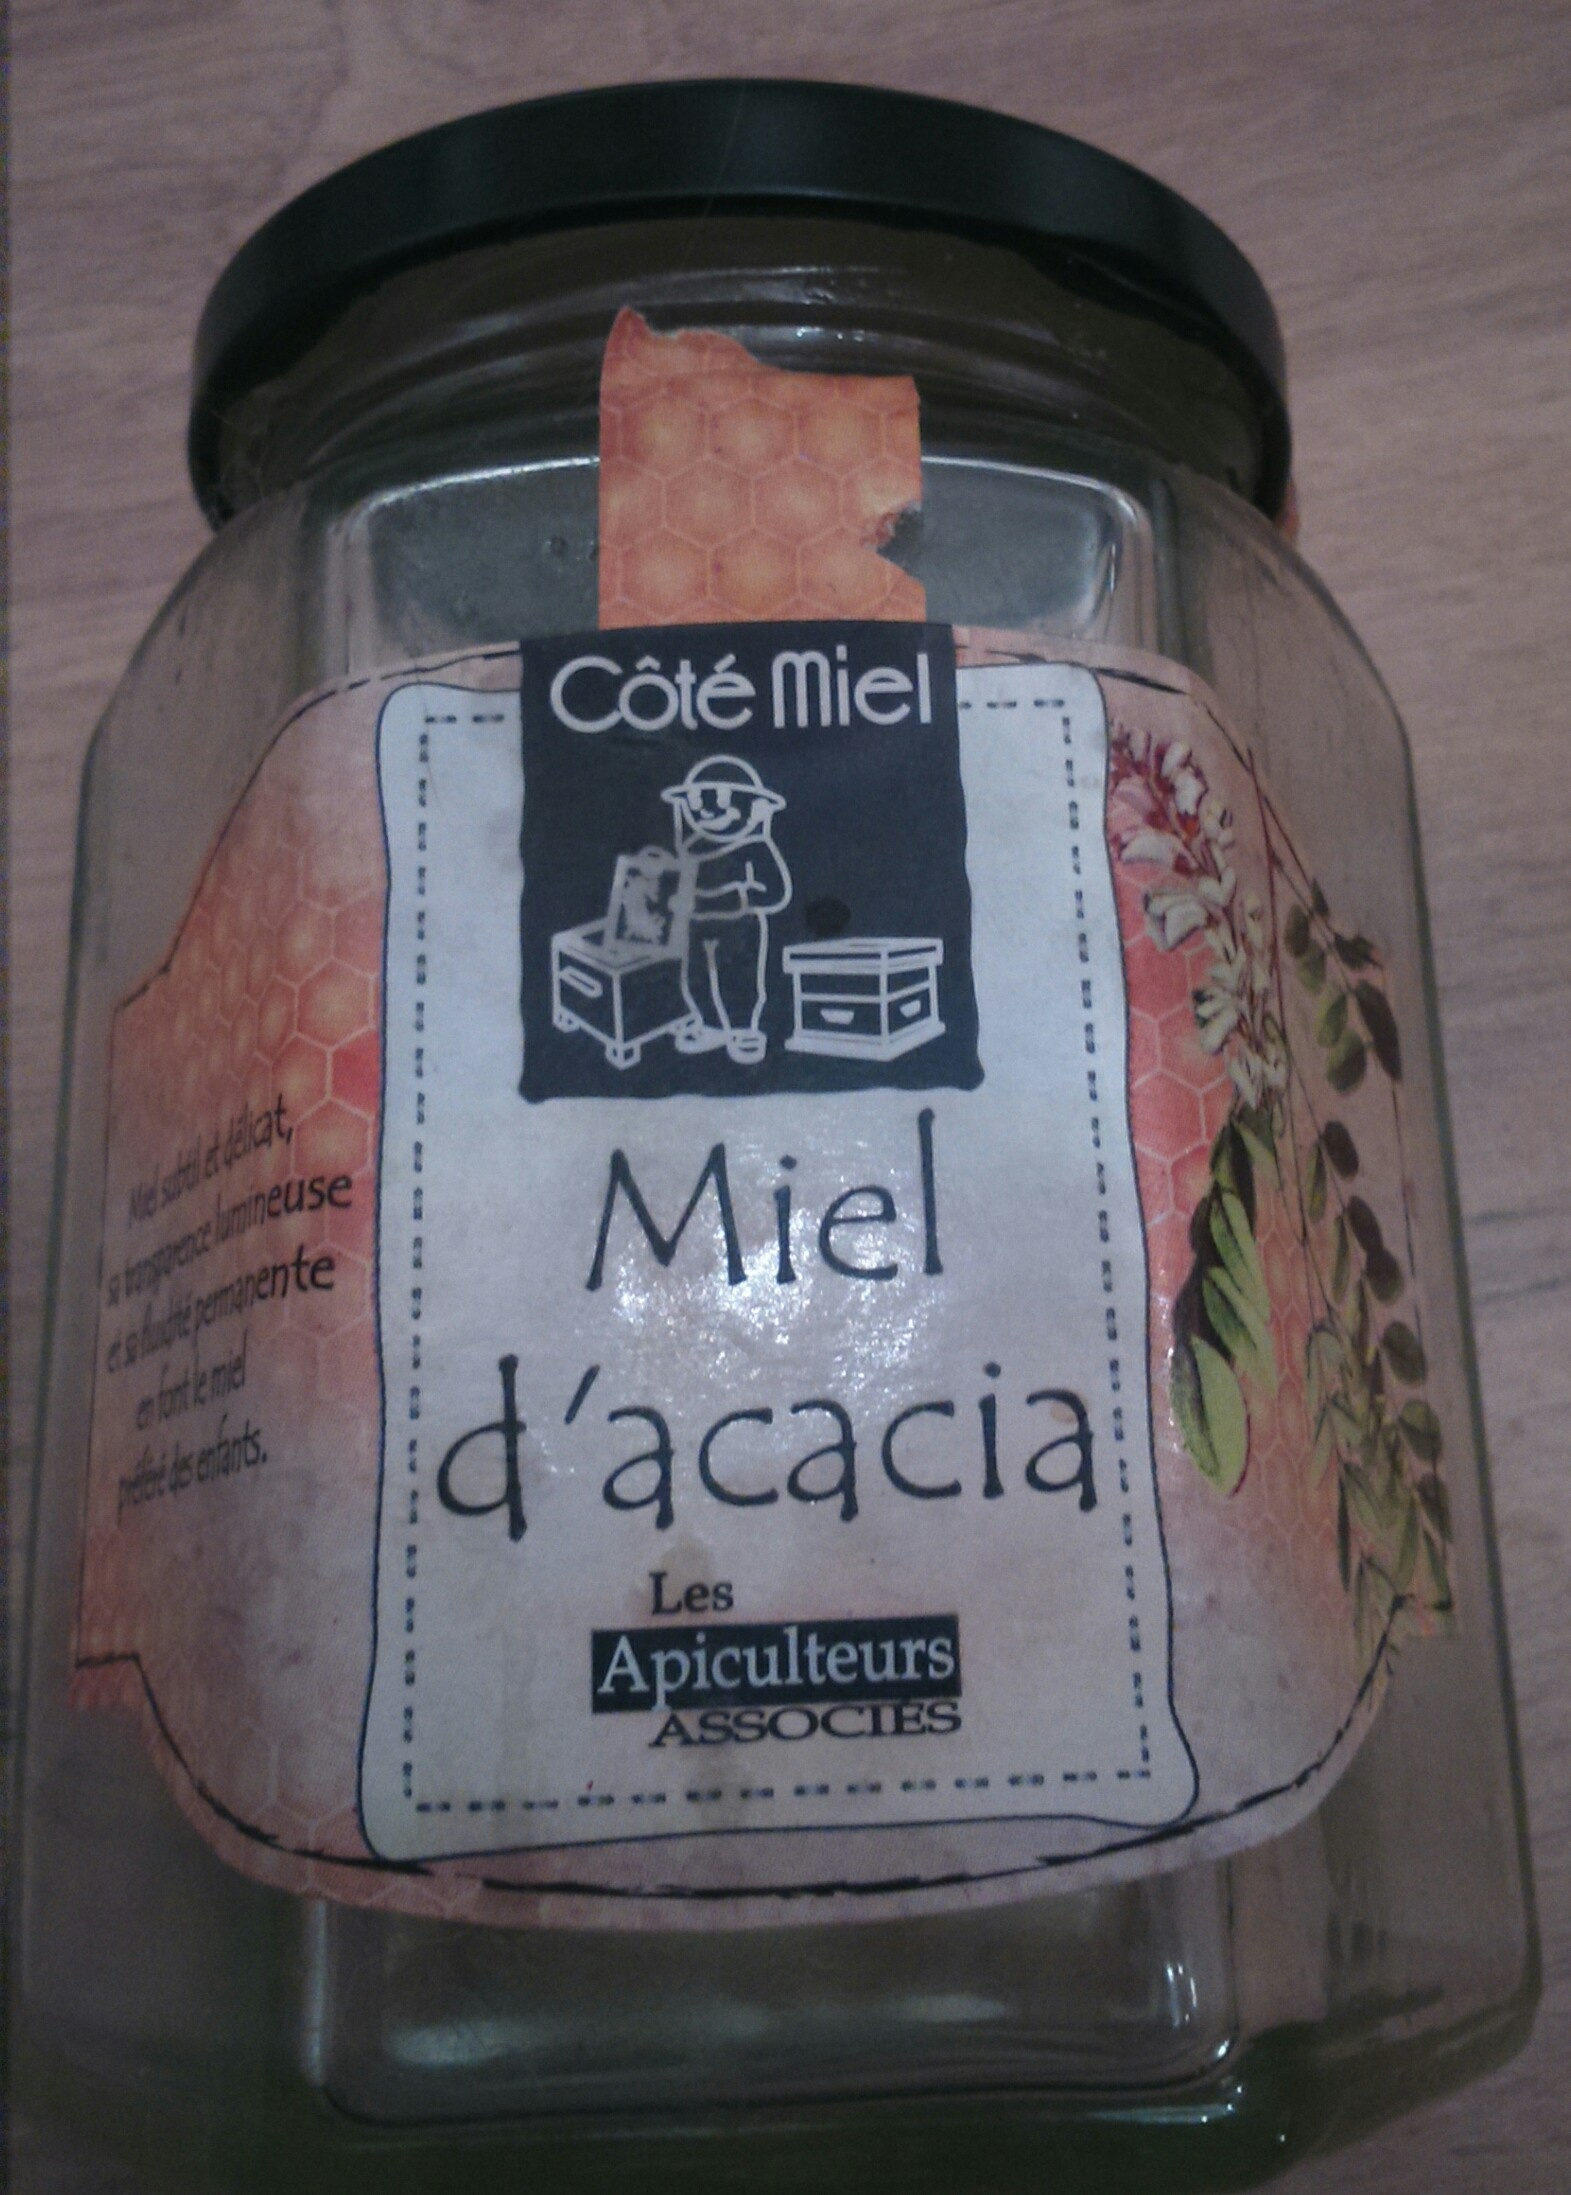 Côté Miel
Miel
d'acacia
Les
Apiculteurs
ASSOCIÉS
Miel subtil et délicat,
sa transparence lumineuse
et sa fluidité permanente
en font le miel
préféré des enfants.